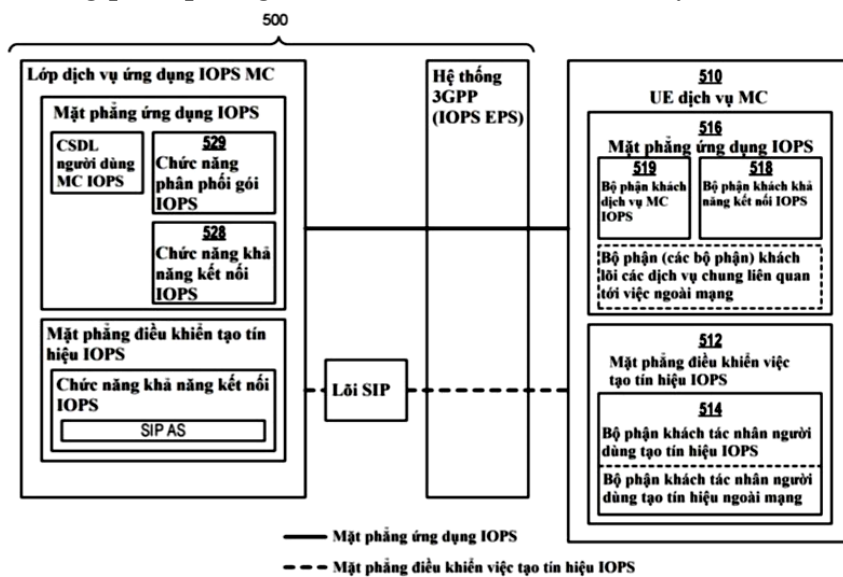 500
Lớp dịch vụ ứng dụng IOPS MC
Mặt phẳng ứng dụng IOPS
CSDL
người dùng
MC IOPS
529
Chức năng
phân phối gói
IOPS
528
Chức năng khả
năng kết nối
IOPS
Mặt phẳng điều khiển tạo tín
hiệu IOPS
Chức năng khả năng kết nối
IOPS
SIP AS
Lõi SIP
Hệ thống
3GPP
(IOPS EPS)
510
UE dịch vụ MC
516
Mặt phẳng ứng dụng IOPS
519
Bộ phận khách
dịch vụ MC
IOPS
518
Bộ phận khách khả
năng kết nối IOPS
Bộ phận (các bộ phận) khách
lõi các dịch vụ chung liên quan
tới việc ngoài mạng
512
Mặt phẳng điều khiển việc
tạo tín hiệu IOPS
514
Bộ phận khách tác nhân người
dùng tạo tín hiệu IOPS
Bộ phận khách tác nhân người
dùng tạo tín hiệu ngoài mạng
Mặt phẳng ứng dụng IOPS
Mặt phẳng điều khiển việc tạo tín hiệu IOPS